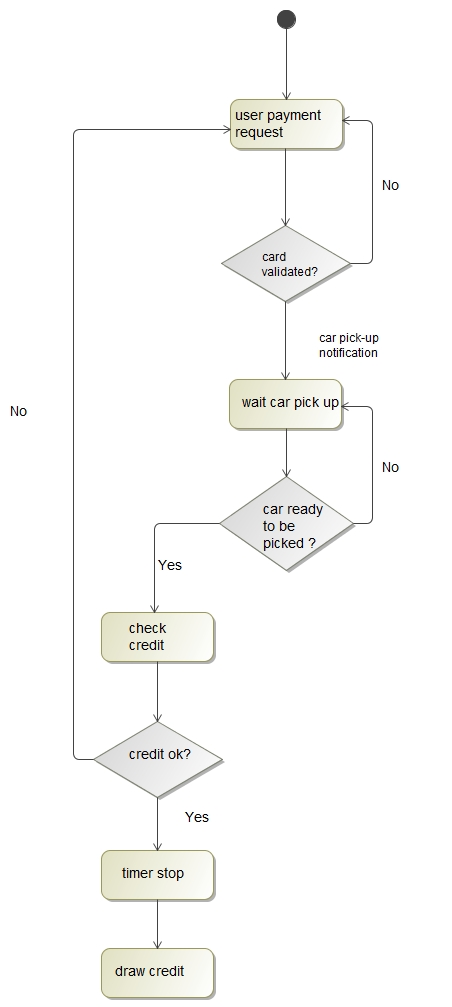 user payment
request
No
card
validated?
car pick-up
notification
wait car pick up
No
No
car ready
to be
picked ?
Yes
check
credit
credit ok?
Yes
timer stop
draw credit